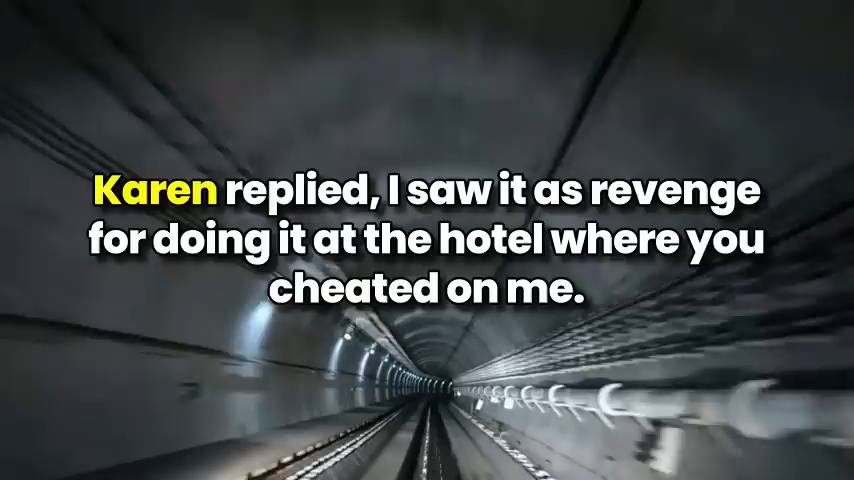 Karen replied, I saw it as revenge
for doing it at the hotel where you
cheated on me.